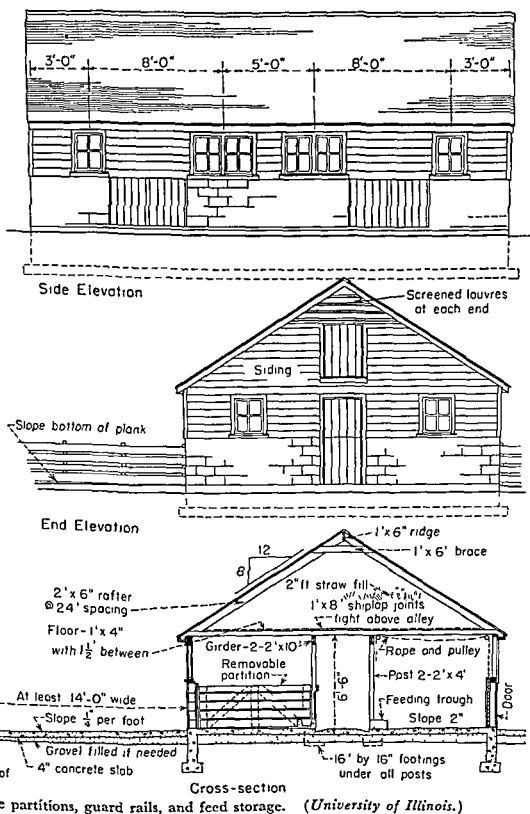 3'-0" 8'-0" 5'-0" 8'-0" 3'-0"
Side Elevation
Screened louvres
at each end
Siding
Slope bottom of plank
End Elevation
1'x 6" ridge
12
1'x 6' brace
8
2"ft straw fill
2'x 6" rafter
@ 24' spacing
1'x 8' shiplap joints
tight above alley
Floor-1'x 4"
with 1½' between
Girder-2-2'x10'
Rope and pulley
Removable
partition
6'-6"
Post 2-2'x 4'
At least 14'-0" wide
Feeding trough
Door
Slope ¼' per foot
Slope 2"
Gravel filled if needed
4" concrete slab
16' by 16" footings
under all posts
of
Cross-section
e partitions, guard rails, and feed storage. (University of Illinois.)